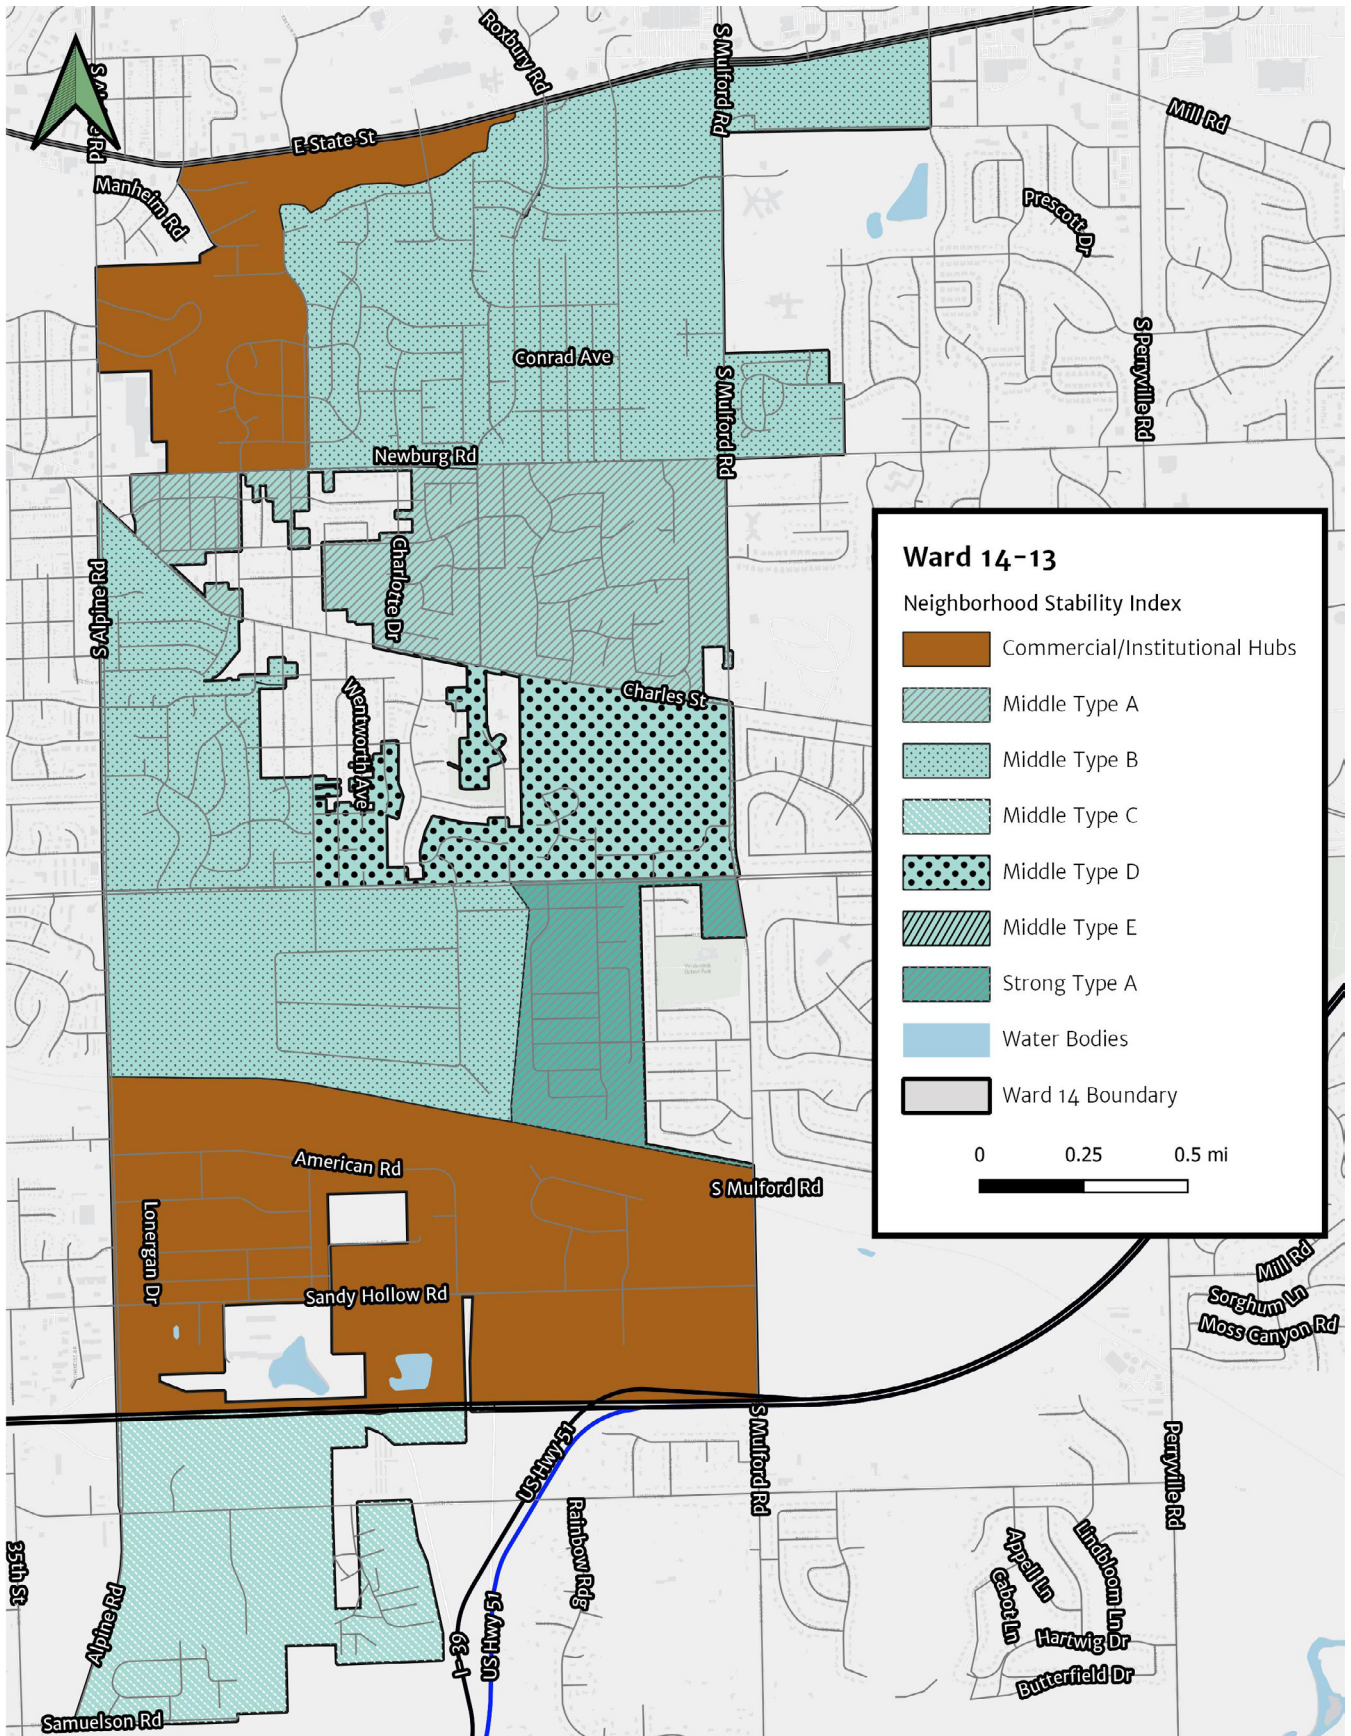 Roxbury Rd
S Mulford Rd
E State St
Mill Rd
Manheim Rd
Prescott Dr
S Perryville Rd
Conrad Ave
S Mulford Rd
Newburg Rd
Charlotte Dr
S Alpine Rd
Charles St
Wentworth Ave
Ward 14-13
Neighborhood Stability Index
Commercial/Institutional Hubs
Middle Type A
Middle Type B
Middle Type C
Middle Type D
Middle Type E
Strong Type A
Water Bodies
Ward 14 Boundary
0 0.25 0.5 mi
American Rd
S Mulford Rd
Lonergan Dr
Sandy Hollow Rd
Mill Rd
Sorghum Ln
Moss Canyon Rd
US Hwy 51
S Mulford Rd
Perryville Rd
35th St
Alpine Rd
Rainbow Rdg
US Hwy 51
I- 39
Appell Ln
Lindbloom Ln
Cabot Ln
Hartwig Dr
Butterfield Dr
Samuelson Rd